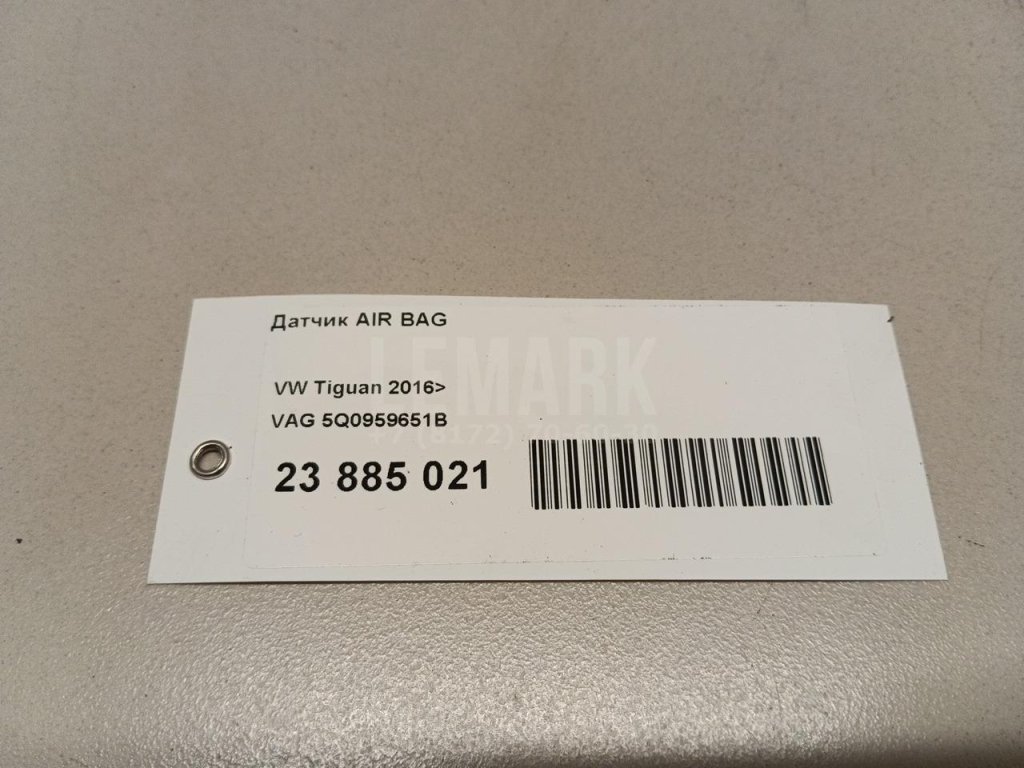 Датчик AIR BAG
LEMARK
VW Tiguan 2016>
VAG 5Q0959651B
23 885 021